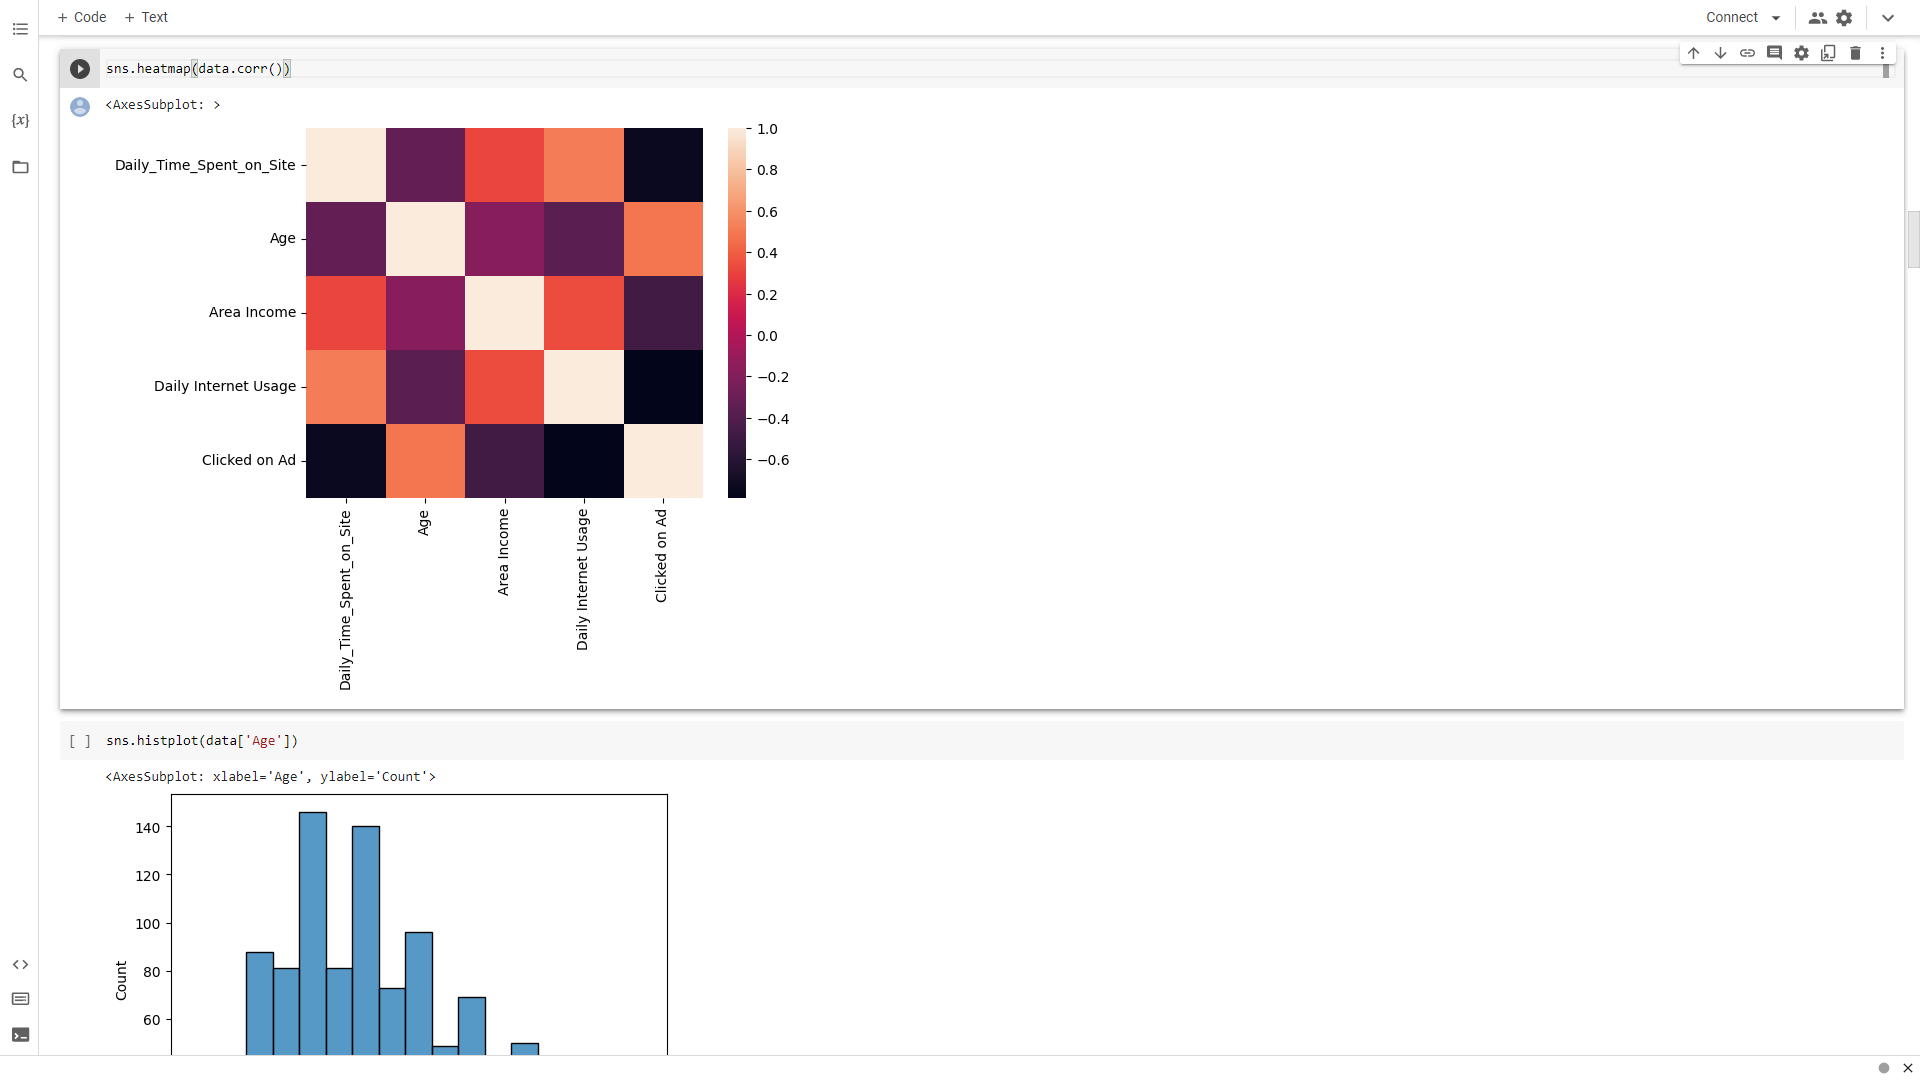 + Code + Text Connect
sns.heatmap(data.corr())
<AxesSubplot: >
{x}
Daily_Time_Spent_on_Site
Age
Area Income
Daily Internet Usage
Clicked on Ad
1.0
0.8
0.6
0.4
0.2
0.0
−0.2
−0.4
−0.6
Daily_Time_Spent_on_Site
Age
Area Income
Daily Internet Usage
Clicked on Ad
[ ] sns.histplot(data['Age'])
<AxesSubplot: xlabel='Age', ylabel='Count'>
140
120
100
80
60
Count